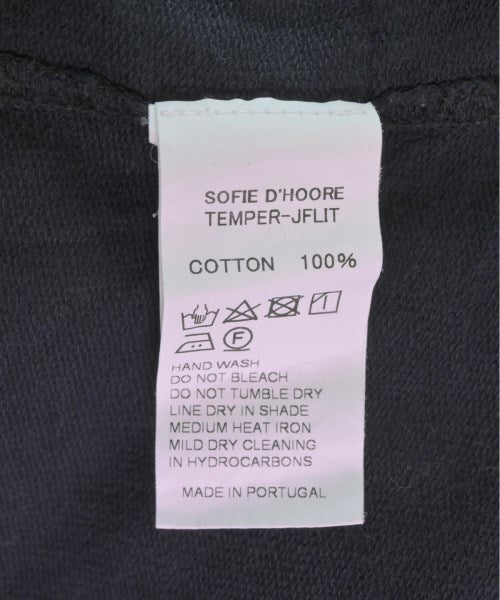 SOFIE D'HOORE
TEMPER-JFLIT
COTTON 100%
F
HAND WASH
DO NOT BLEACH
DO NOT TUMBLE DRY
LINE DRY IN SHADE
MEDIUM HEAT IRON
MILD DRY CLEANING
IN HYDROCARBONS
MADE IN PORTUGAL